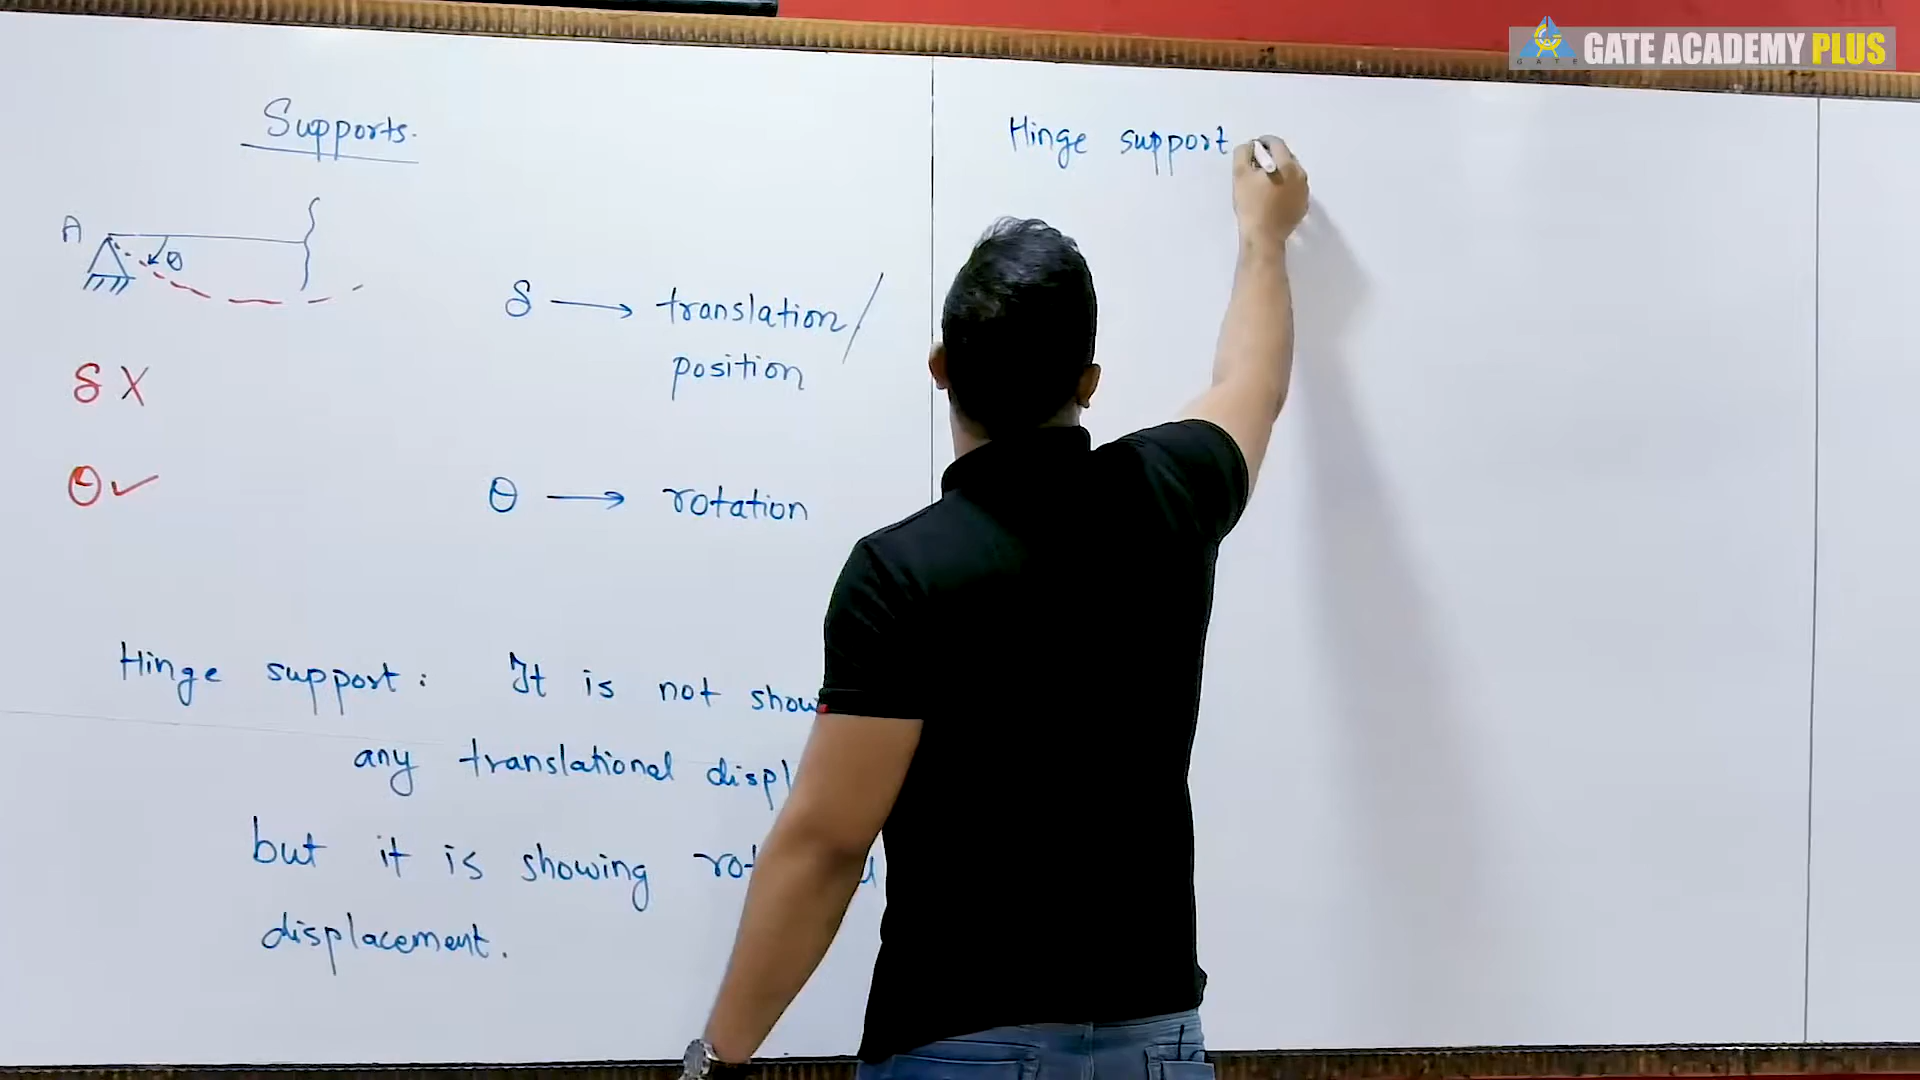 GATE ACADEMY PLUS
GATE
Supports.
A
θ
δ X
θ ✓
δ → translation/
position
θ → rotation
Hinge support : It is not
any translational
but it is showing
displacement.
Hinge support